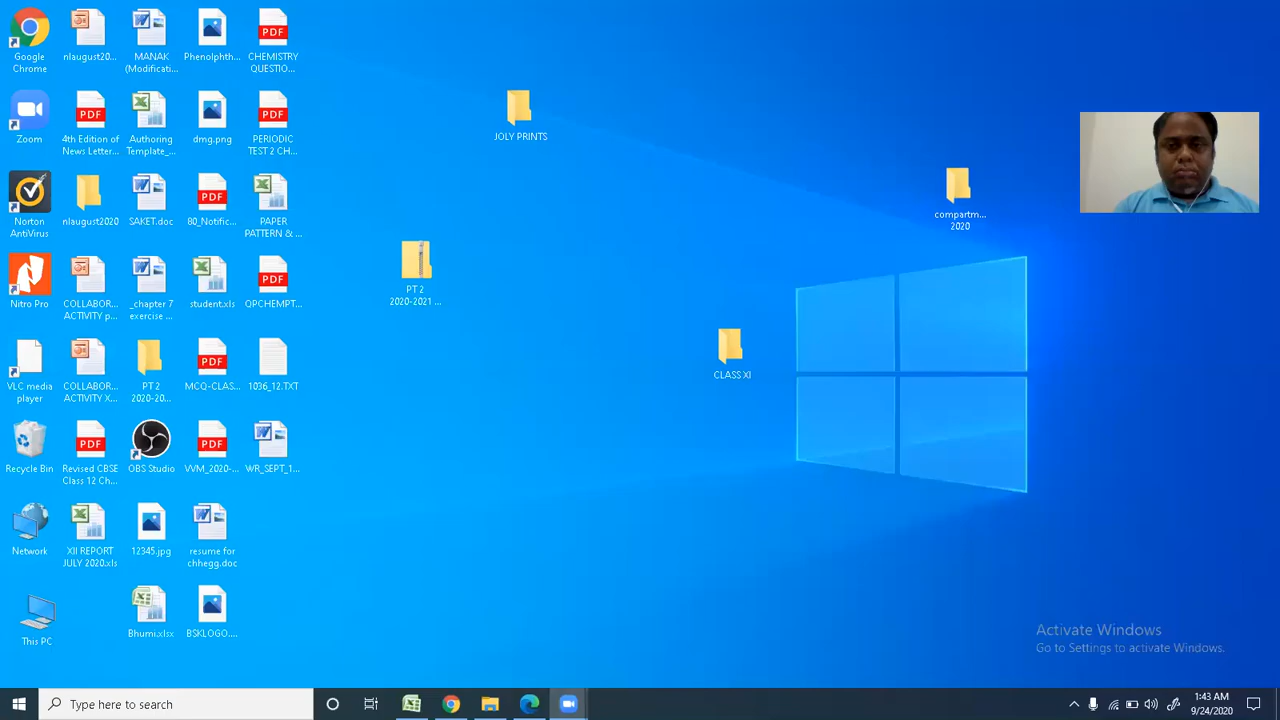 Google
Chrome
nlaugust20...
MANAK
(Modificati...
Phenolphth...
CHEMISTRY
QUESTIO...
Zoom
4th Edition of
News Letter...
Authoring
Template_...
dmg.png
PERIODIC
TEST 2 CH...
Norton
AntiVirus
nlaugust2020
SAKET.doc
80_Notific...
PAPER
PATTERN & ...
Nitro Pro
COLLABOR...
ACTIVITY p...
_chapter 7
exercise ...
student.xls
QPCHEMPT...
VLC media
player
COLLABOR...
ACTIVITY X...
PT 2
2020-20...
MCQ-CLAS...
1036_12.TXT
Recycle Bin
Revised CBSE
Class 12 Ch...
OBS Studio
VVM_2020-...
WR_SEPT_1...
Network
XII REPORT
JULY 2020.xls
12345.jpg
resume for
chhegg.doc
This PC
Bhumi.xlsx
BSKLOGO....
JOLY PRINTS
compartm...
2020
PT 2
2020-2021 ...
CLASS XI
PDF
PDF
PDF
PDF
PDF
PDF
PDF
PDF
Activate Windows
Go to Settings to activate Windows.
Type here to search
1:43 AM
9/24/2020